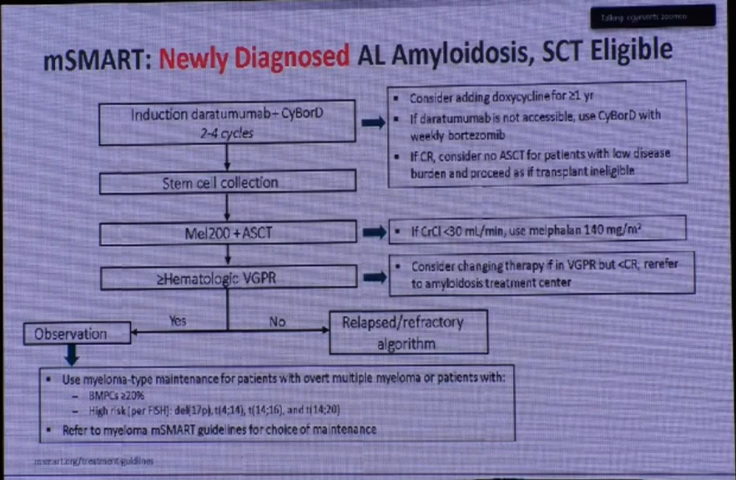 mSMART: Newly Diagnosed AL Amyloidosis, SCT Eligible
Induction daratumumab+ CyBorD
2-4 cycles
▪ Consider adding doxycycline for ≥1 yr
▪ If daratumumab is not accessible, use CyBorD with
weekly bortezomib
▪ If CR, consider no ASCT for patients with low disease
burden and proceed as if transplant ineligible
Stem cell collection
Mel200 + ASCT
▪ If CrCl <30 mL/min, use melphalan 140 mg/m²
≥Hematologic VGPR
▪ Consider changing therapy if in VGPR but <CR; rerefer
to amyloidosis treatment center
Yes
No
Observation
Relapsed/refractory
algorithm
▪ Use myeloma-type maintenance for patients with overt multiple myeloma or patients with:
– BMPCs ≥20%
– High risk [per FISH): del(17p), t(4;14), t(14;16), and t(14;20)
▪ Refer to myeloma mSMART guidelines for choice of maintenance
Talking: